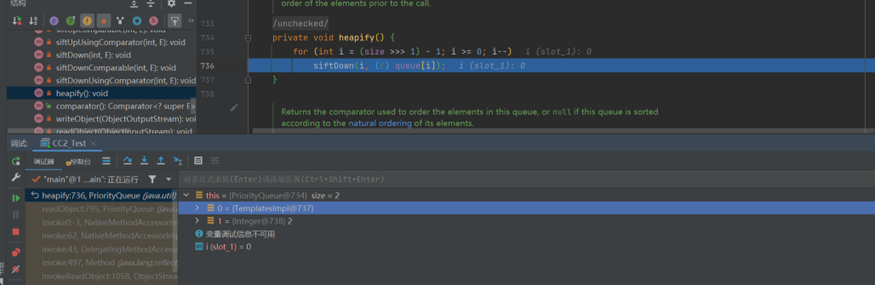 结构
siftUpComparable(int, E): void
siftUpUsingComparator(int, E): void
siftDown(int, E): void
siftDownComparable(int, E): void
siftDownUsingComparator(int, E): void
heapify(): void
comparator(): Comparator<? super E>
writeObject(ObjectOutputStream): void
readObject(ObjectInputStream): void
order of the elements prior to the call.
733 /unchecked/
734 private void heapify() {
735 for (int i = (size >>> 1) - 1; i >= 0; i--) i (slot_1): 0
736 siftDown(i, (E) queue[i]); i (slot_1): 0
737 }
738
Returns the comparator used to order the elements in this queue, or null if this queue is sorted
according to the natural ordering of its elements.
调试: CC2_Test
调试器 控制台
"main"@1 ...ain": 正在运行
对表达式求值(Enter)或添加监视(Ctrl+Shift+Enter)
heapify:736, PriorityQueue (java.util)
readObject:795, PriorityQueue (java.util)
invoke0:-1, NativeMethodAccessorIm
invoke:62, NativeMethodAccessorImp
invoke:43, DelegatingMethodAccess
invoke:497, Method (java.lang.reflect
invokeReadObject:1058, ObjectStrea
this = {PriorityQueue@734} size = 2
0 = {TemplatesImpl@737}
1 = {Integer@738} 2
变量调试信息不可用
i (slot_1) = 0